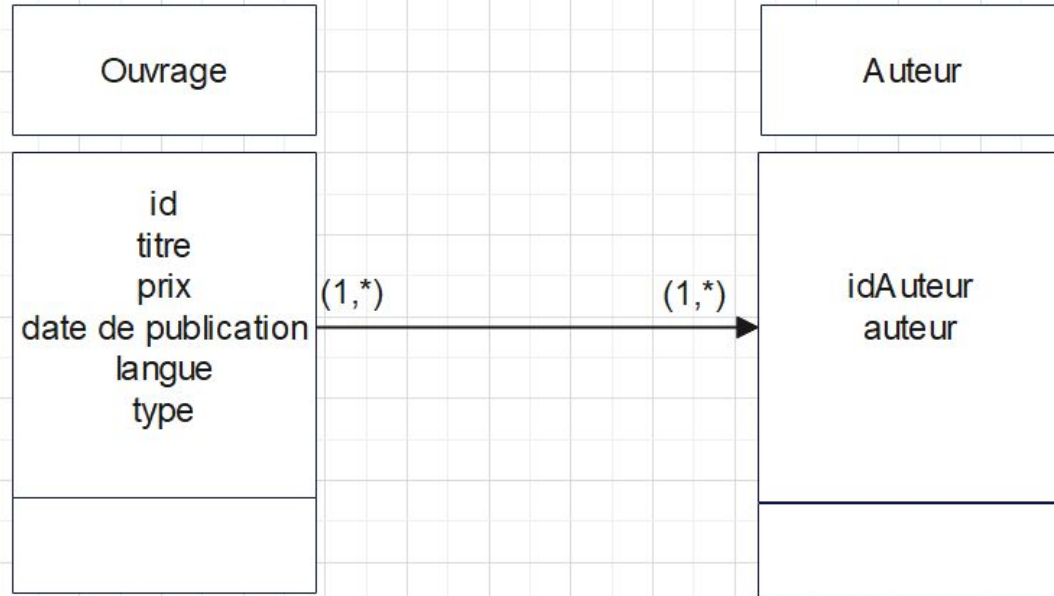 Ouvrage
Auteur
id
titre
prix
date de publication
langue
type
(1,*)
(1,*)
idAuteur
auteur